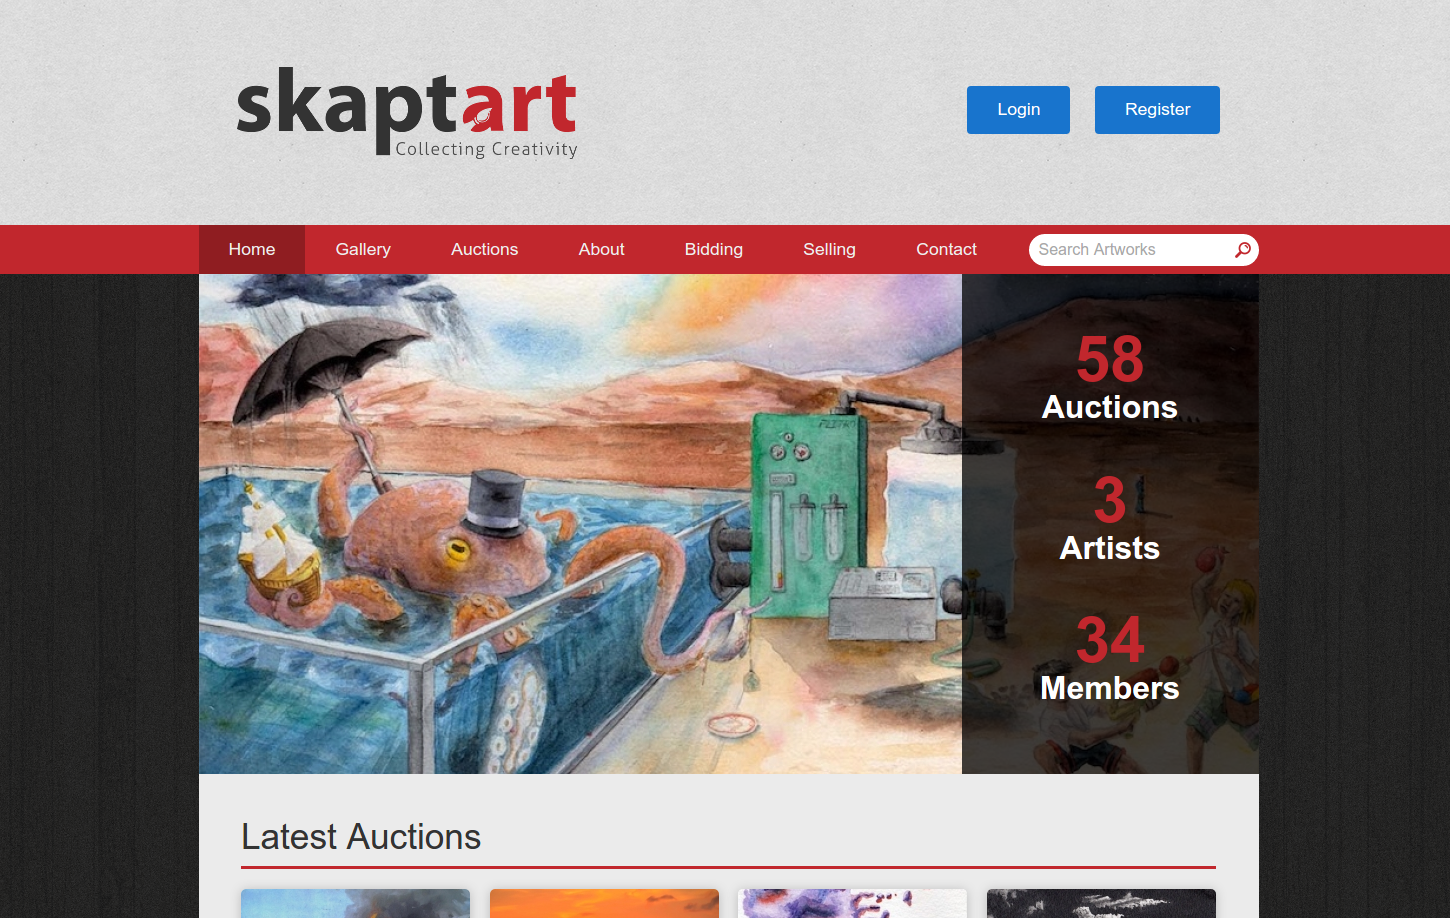 skaptart
Collecting Creativity
Login
Register
Home
Gallery
Auctions
About
Bidding
Selling
Contact
Search Artworks
58
Auctions
3
Artists
34
Members
Latest Auctions